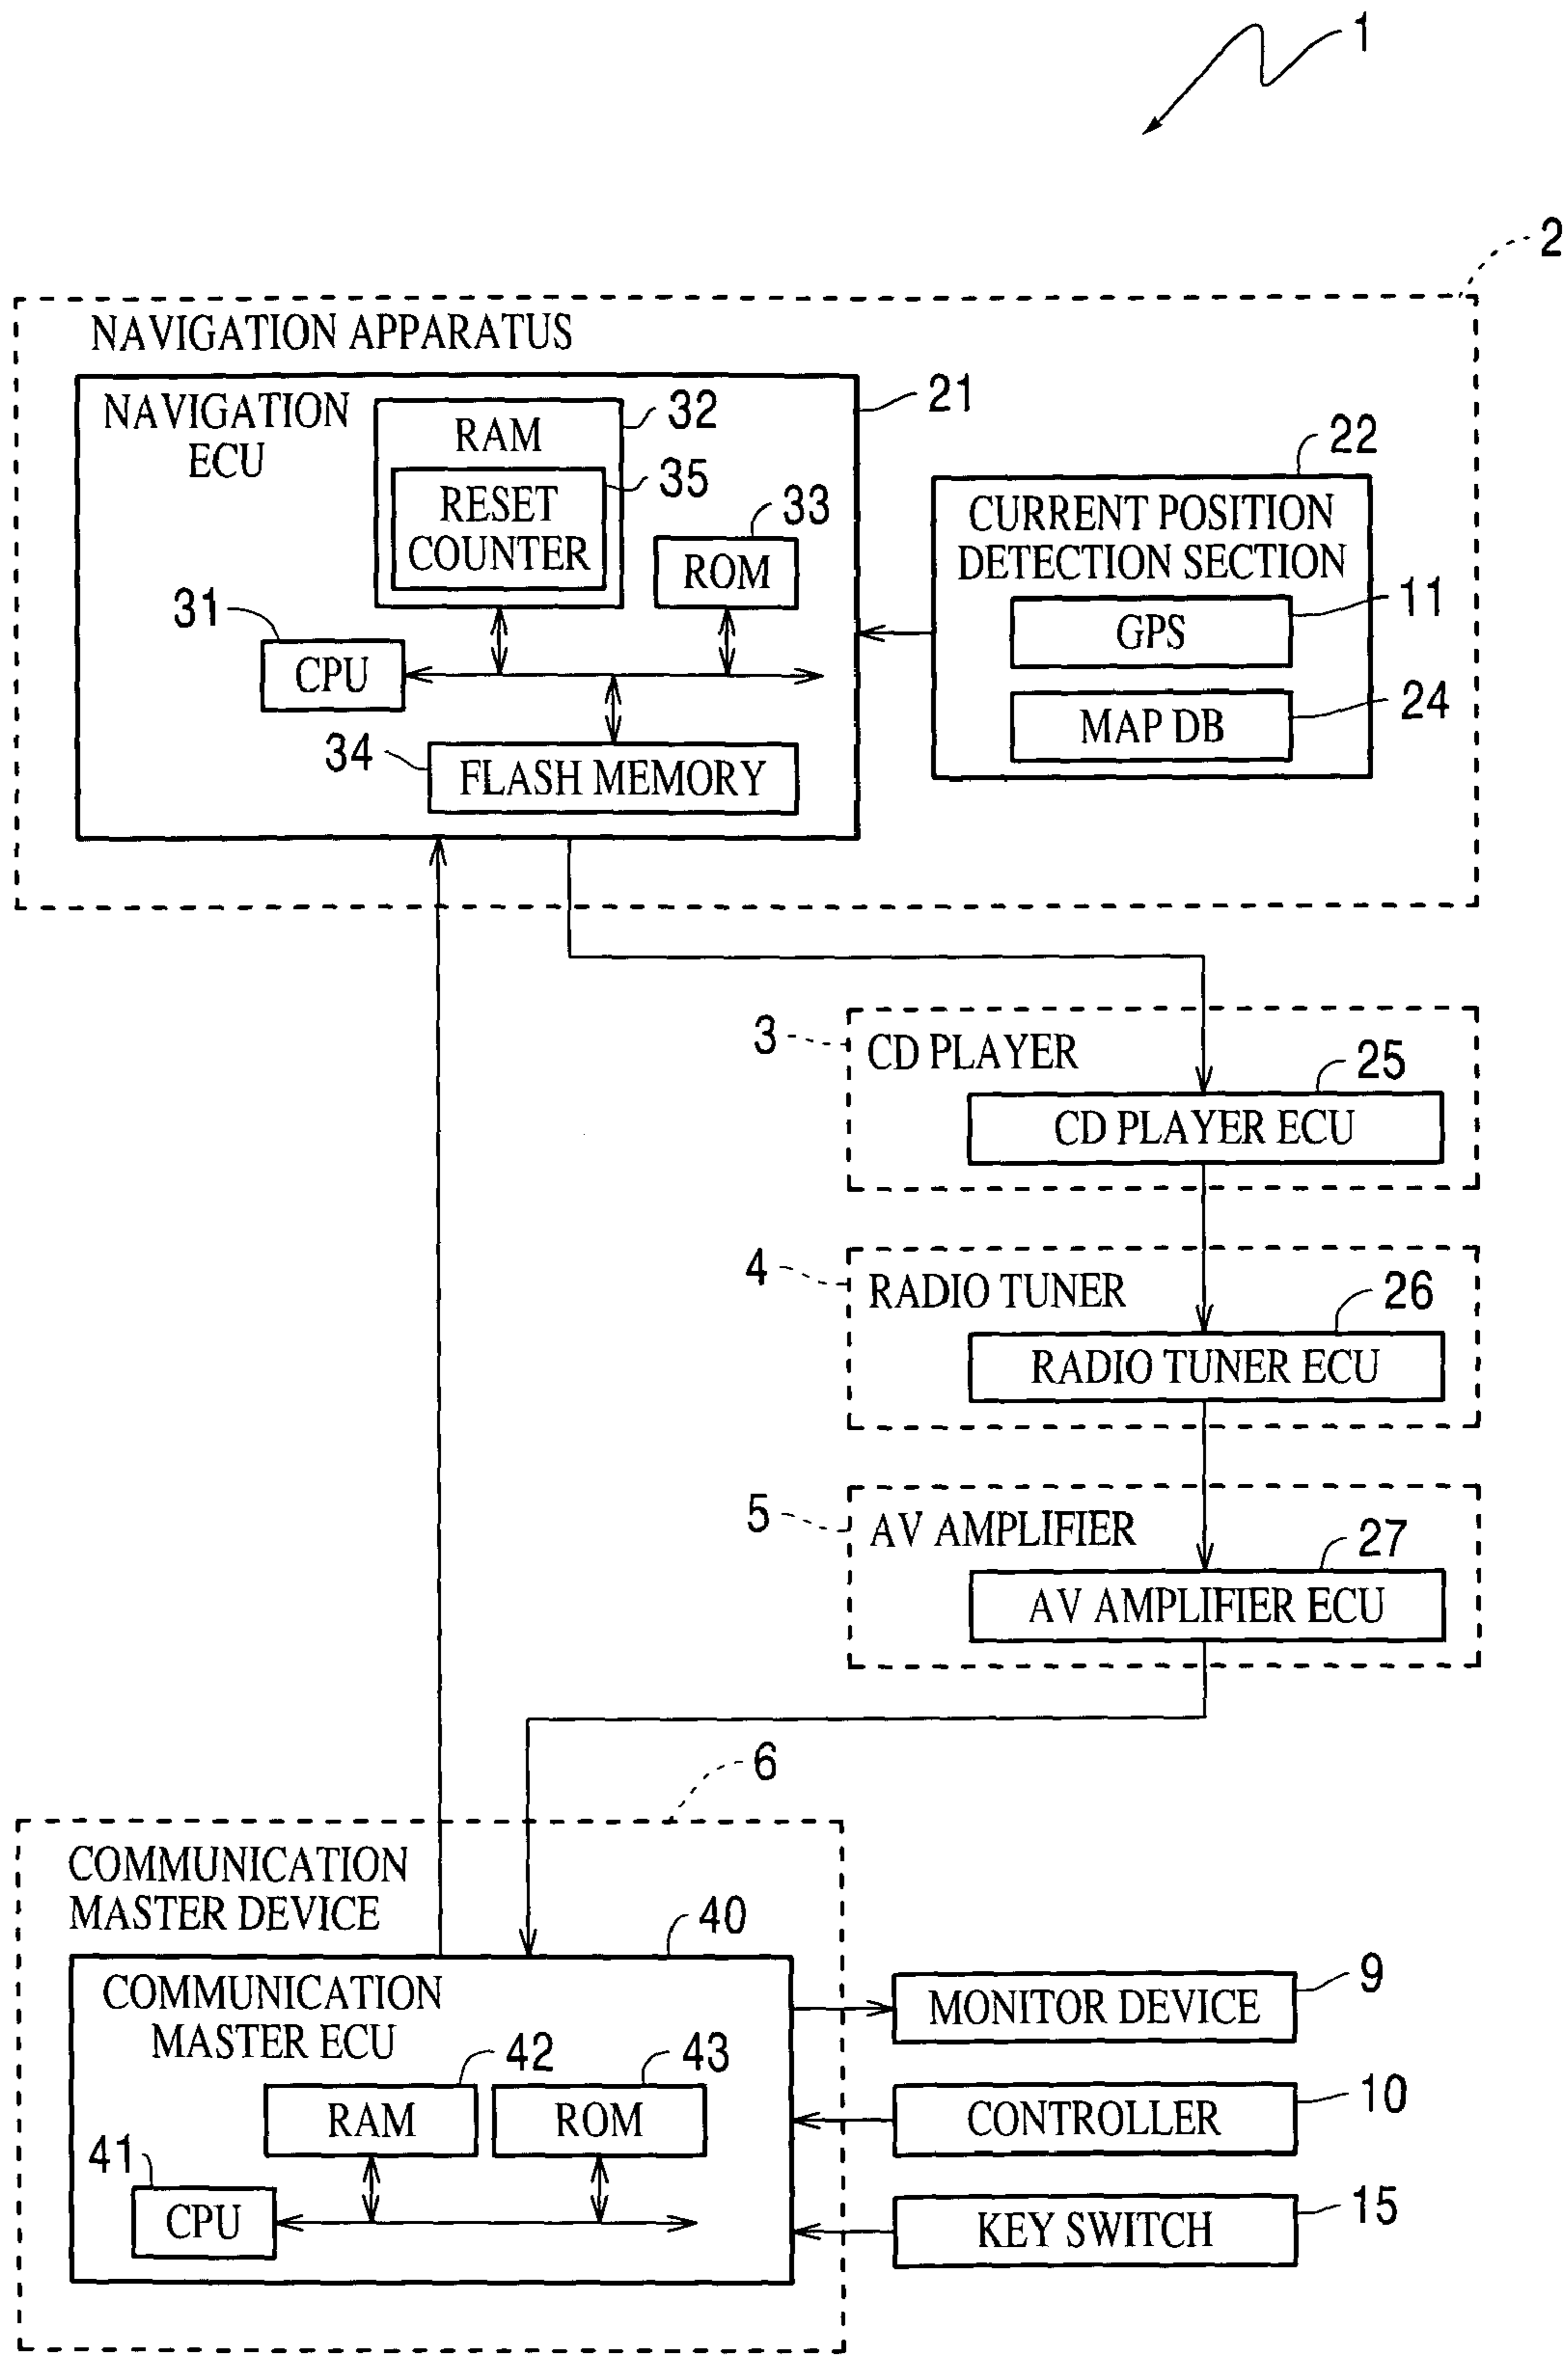 1
2
NAVIGATION APPARATUS
NAVIGATION
ECU
21
RAM
32
RESET
COUNTER
35
ROM
33
31
CPU
34
FLASH MEMORY
22
CURRENT POSITION
DETECTION SECTION
GPS
11
MAP DB
24
3
CD PLAYER
25
CD PLAYER ECU
4
RADIO TUNER
26
RADIO TUNER ECU
5
AV AMPLIFIER
27
AV AMPLIFIER ECU
6
COMMUNICATION
MASTER DEVICE
40
COMMUNICATION
MASTER ECU
42
RAM
43
ROM
41
CPU
9
MONITOR DEVICE
10
CONTROLLER
15
KEY SWITCH